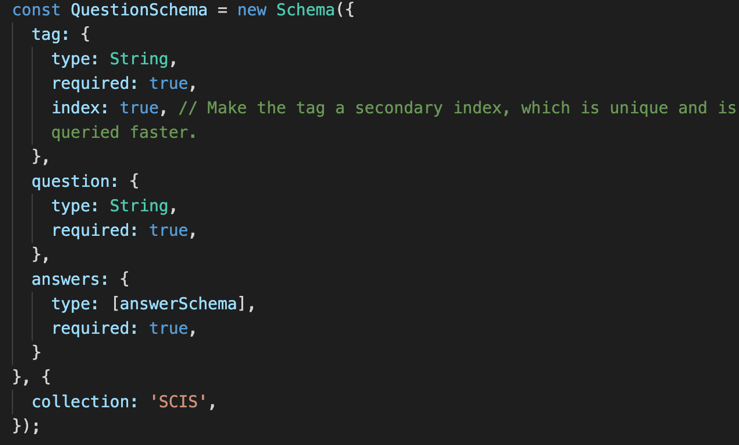 const QuestionSchema = new Schema({
  tag: {
    type: String,
    required: true,
    index: true, // Make the tag a secondary index, which is unique and is
    queried faster.
  },
  question: {
    type: String,
    required: true,
  },
  answers: {
    type: [answerSchema],
    required: true,
  }
}, {
  collection: 'SCIS',
});